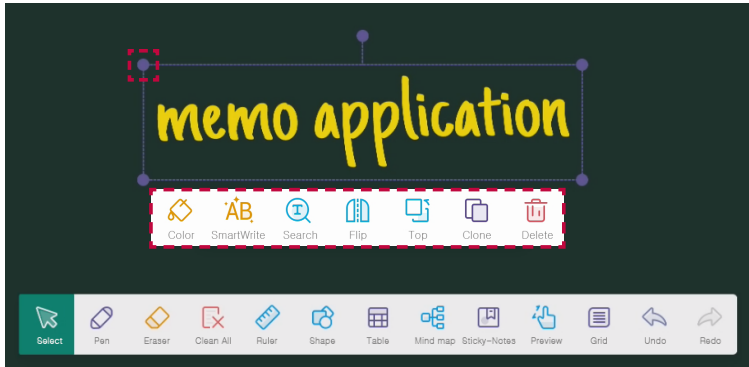 memo application
Color SmartWrite Search Flip Top Clone Delete
Select Pen Eraser Clean All Ruler Shape Table Mind map Sticky-Notes Preview Grid Undo Redo